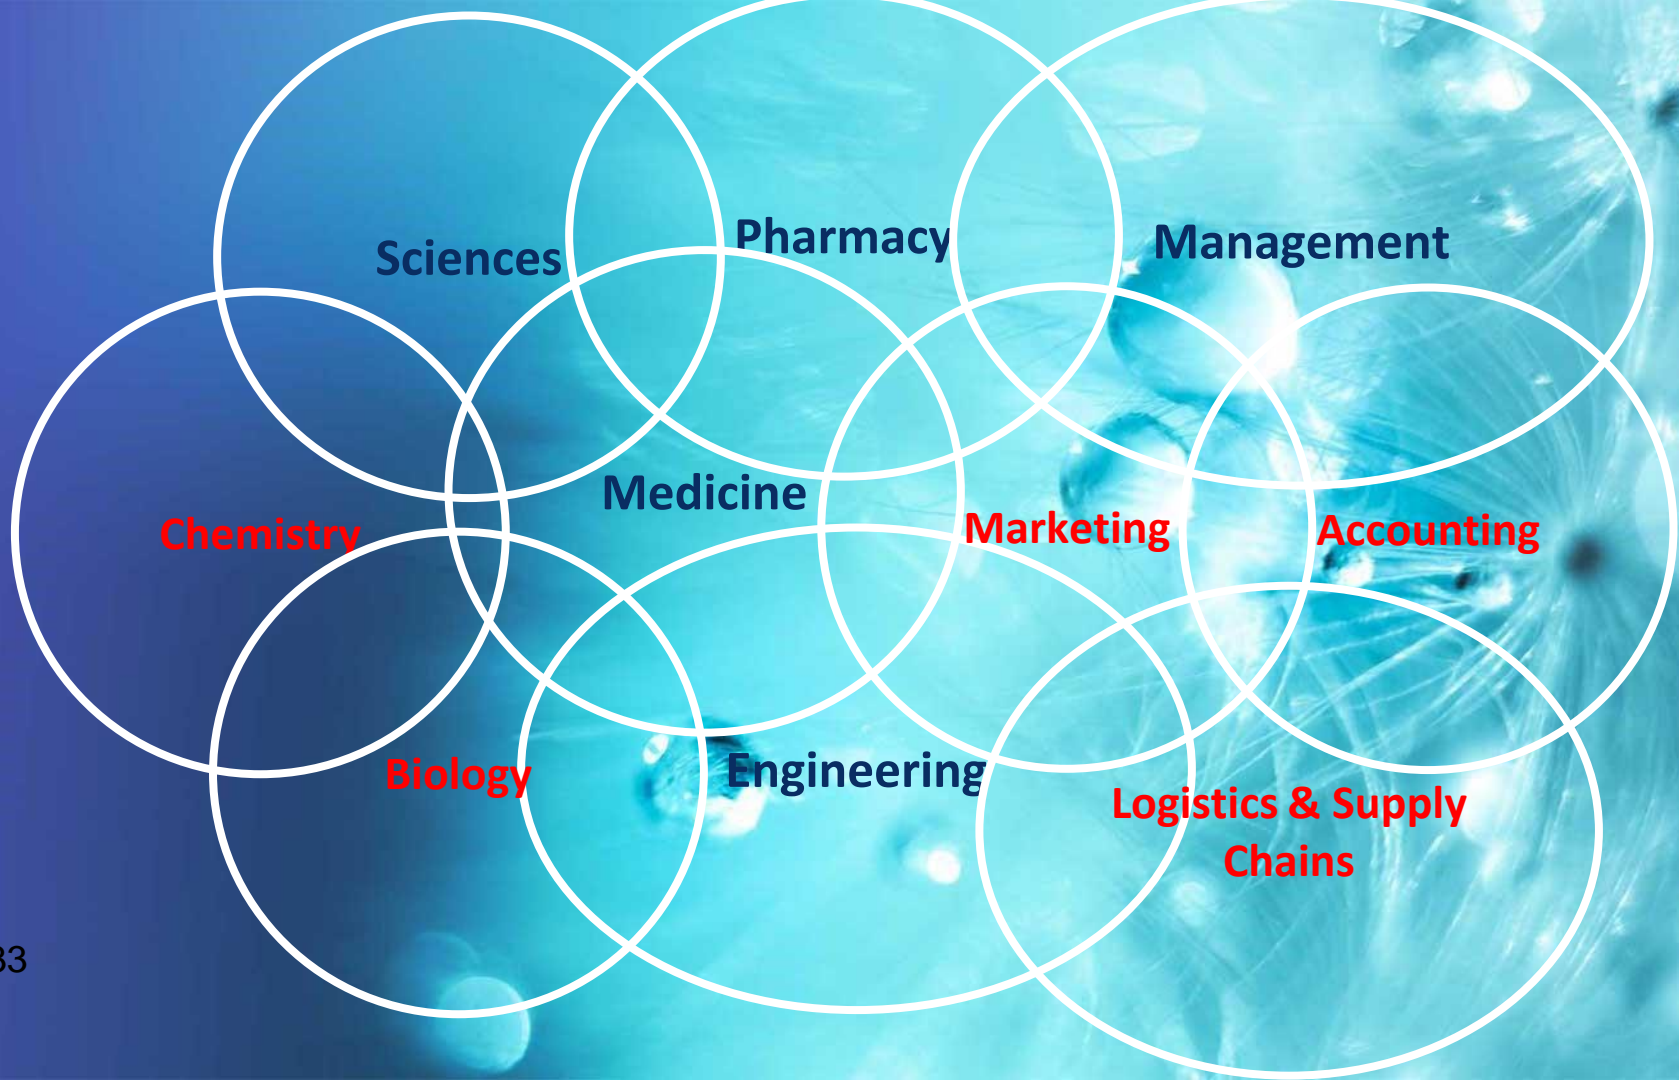 Sciences
Pharmacy
Management
Medicine
Chemistry
Marketing
Accounting
Biology
Engineering
Logistics & Supply
Chains
33